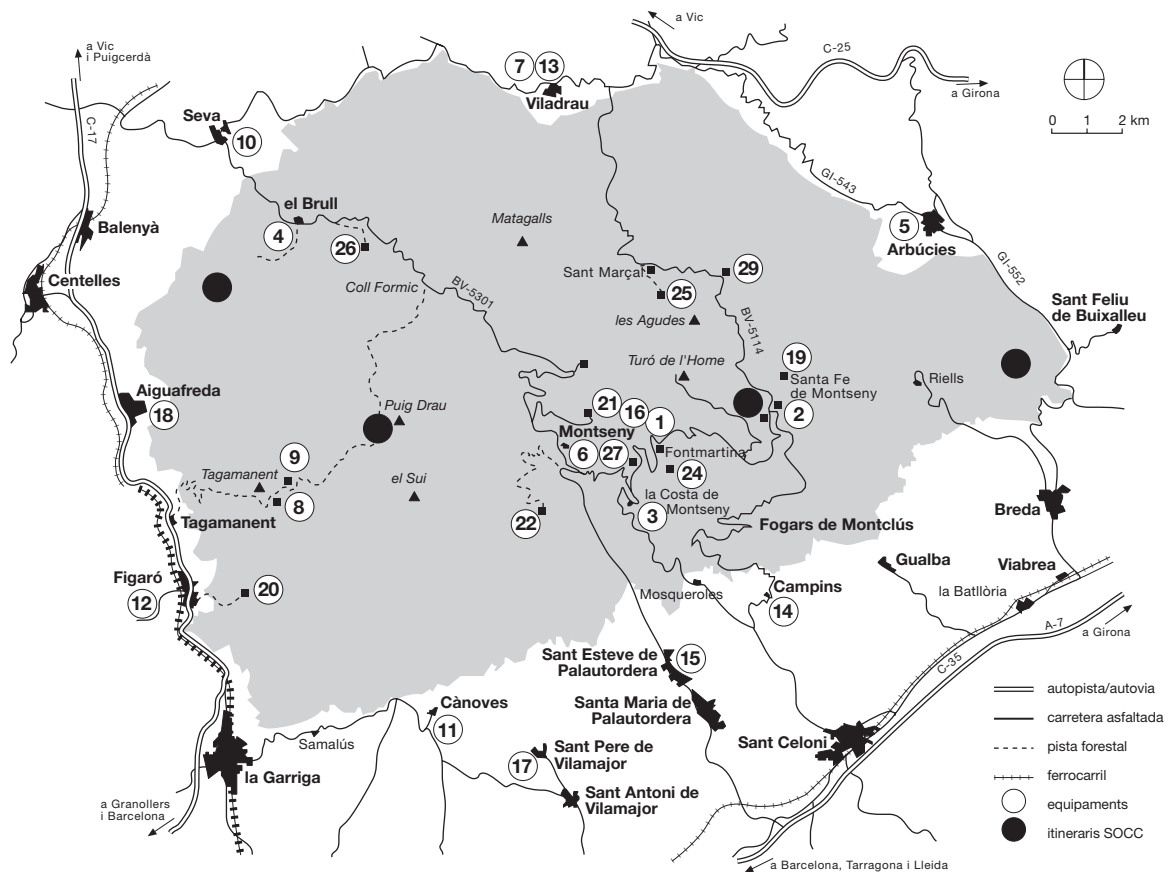 a Vic
a Vic
i Puigcerdà
C-25
a Girona
7
13
Viladrau
0 1 2 km
C-17
Seva
10
GI-543
el Brull
Matagalls
5
Arbúcies
Balenyà
4
26
Sant Marçal
29
GI-552
Centelles
Coll Formic
BV-5301
25
Sant Feliu
de Buixalleu
les Agudes
BV-5114
19
Turó de l'Home
Santa Fe
de Montseny
Riells
Aiguafreda
18
Puig Drau
21
16
1
2
Montseny
6
27
Fontmartina
24
9
Tagamanent
el Sui
8
la Costa de
Montseny
3
Breda
Tagamanent
22
Fogars de Montclús
Gualba
Viabrea
Figaró
12
20
Mosqueroles
Campins
14
la Batllòria
A-7
a Girona
C-35
Sant Esteve de
Palautordera
15
Santa Maria de
Palautordera
Cànoves
11
Samalús
Sant Celoni
la Garriga
17
Sant Pere de
Vilamajor
Sant Antoni de
Vilamajor
a Granollers
i Barcelona
a Barcelona, Tarragona i Lleida
autopista/autovia
carretera asfaltada
pista forestal
ferrocarril
equipaments
itineraris SOCC